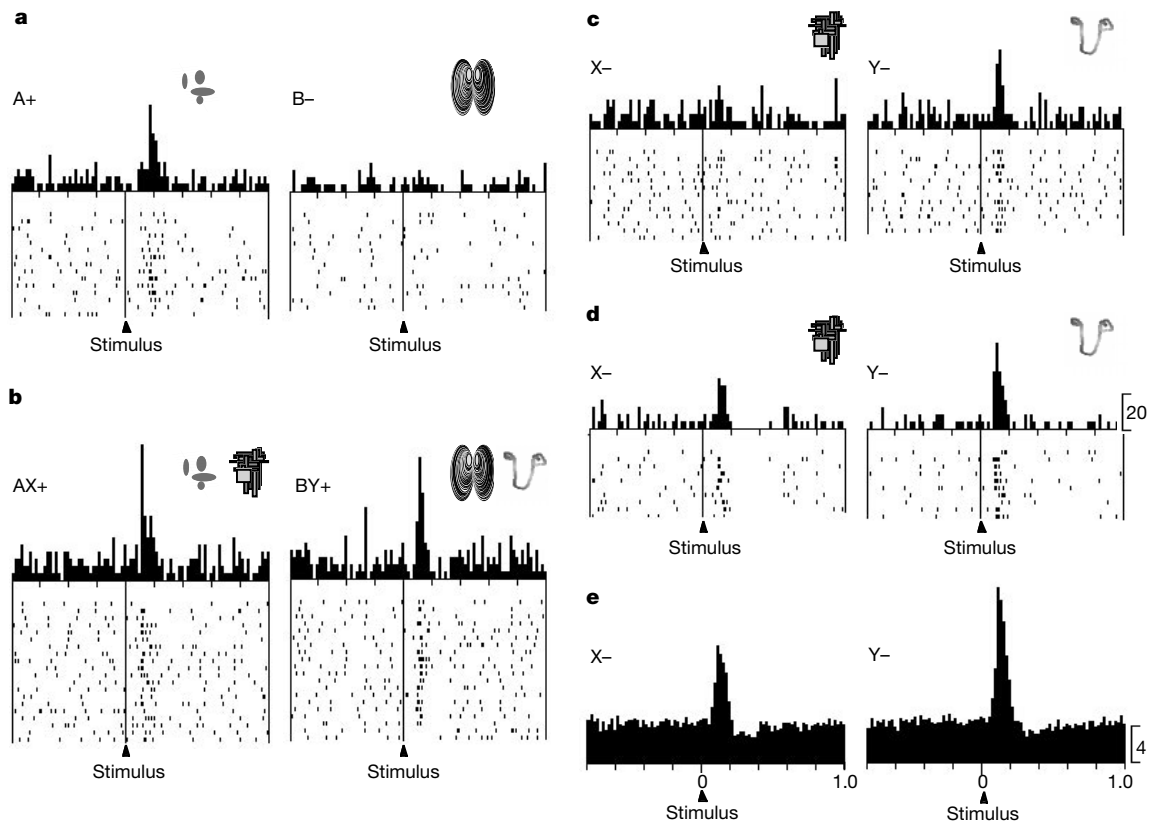 a
A+
B–
Stimulus
Stimulus
b
AX+
BY+
Stimulus
Stimulus
c
X–
Y–
Stimulus
Stimulus
d
X–
Y–
20
Stimulus
Stimulus
e
X–
Y–
4
0
0
1.0
1.0
Stimulus
Stimulus